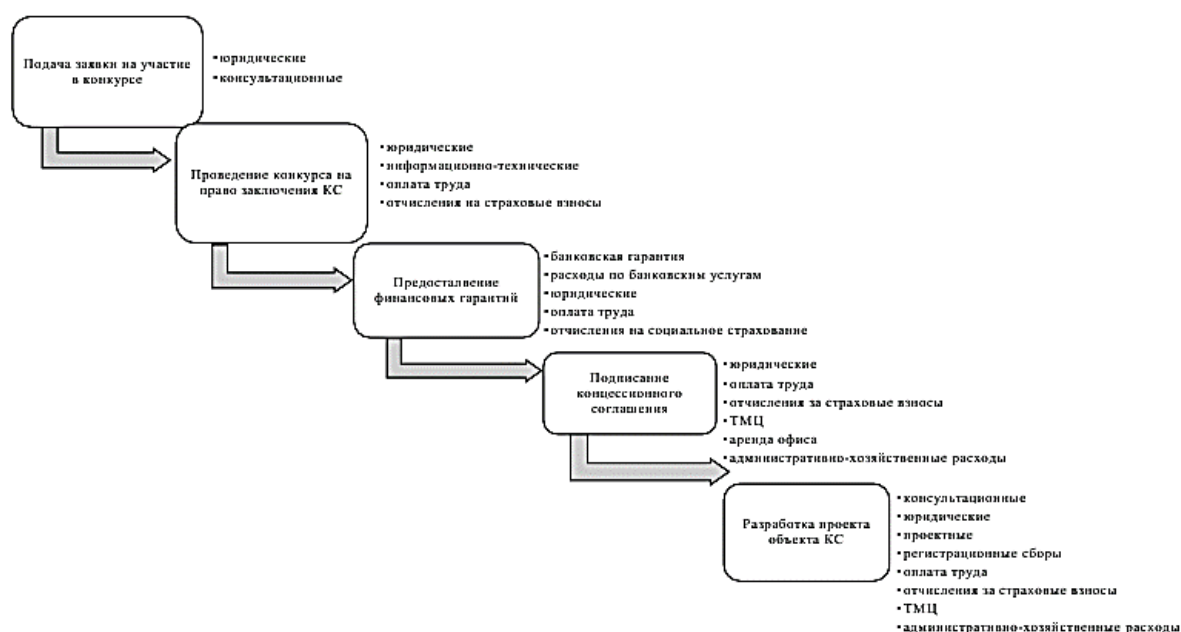 Подача заявки на участие
в конкурсе
•юридические
•консультационные
Проведение конкурса на
право заключения КС
•юридические
•информационно-технические
•оплата труда
•отчисления на страховые взносы
Предоставление
финансовых гарантий
•банковская гарантия
•расходы по банковским услугам
•юридические
•оплата труда
•отчисления на социальное страхование
Подписание
концессионного
соглашения
•юридические
•оплата труда
•отчисления за страховые взносы
•ТМЦ
•аренда офиса
•административно-хозяйственные расходы
Разработка проекта
объекта КС
•консультационные
•юридические
•проектные
•регистрационные сборы
•оплата труда
•отчисления за страховые взносы
•ТМЦ
•административно-хозяйственные расходы